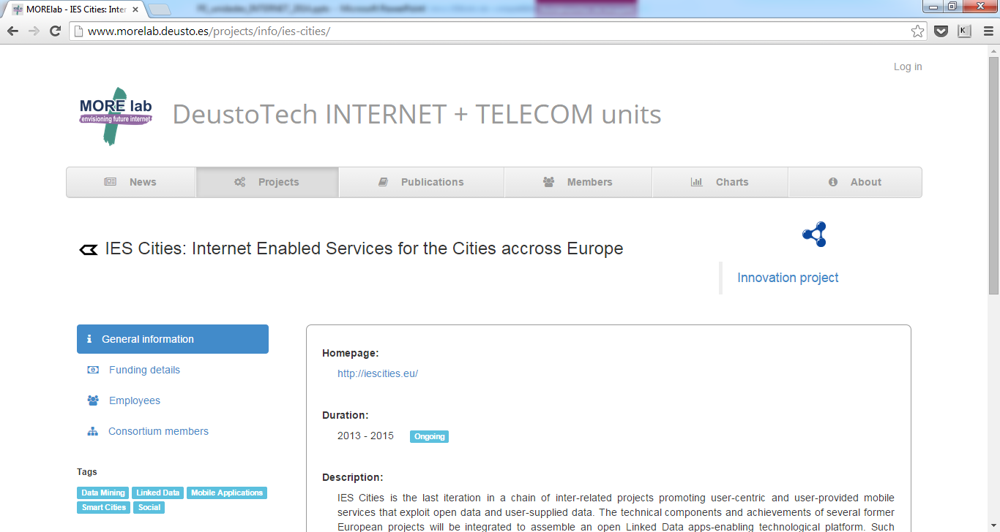 MORElab - IES Cities: Inter
www.morelab.deusto.es/projects/info/ies-cities/
Log in
MORE lab
envisioning future internet
DeustoTech INTERNET + TELECOM units
News
Projects
Publications
Members
Charts
About
IES Cities: Internet Enabled Services for the Cities accross Europe
Innovation project
General information
Funding details
Employees
Consortium members
Tags
Data Mining Linked Data Mobile Applications
Smart Cities Social
Homepage:
http://iescities.eu/
Duration:
2013 - 2015 Ongoing
Description:
IES Cities is the last iteration in a chain of inter-related projects promoting user-centric and user-provided mobile
services that exploit open data and user-supplied data. The technical components and achievements of several former
European projects will be integrated to assemble an open Linked Data apps-enabling technological platform. Such